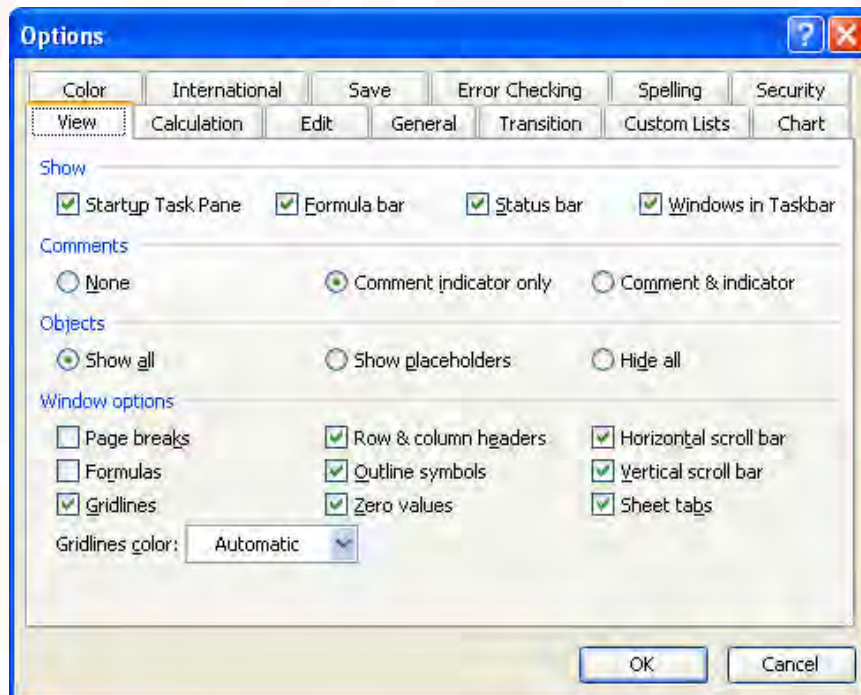 Options
Color International Save Error Checking Spelling Security
View Calculation Edit General Transition Custom Lists Chart
Show
Startup Task Pane Formula bar Status bar Windows in Taskbar
Comments
None Comment indicator only Comment & indicator
Objects
Show all Show placeholders Hide all
Window options
Page breaks Row & column headers Horizontal scroll bar
Formulas Outline symbols Vertical scroll bar
Gridlines Zero values Sheet tabs
Gridlines color: Automatic
OK Cancel